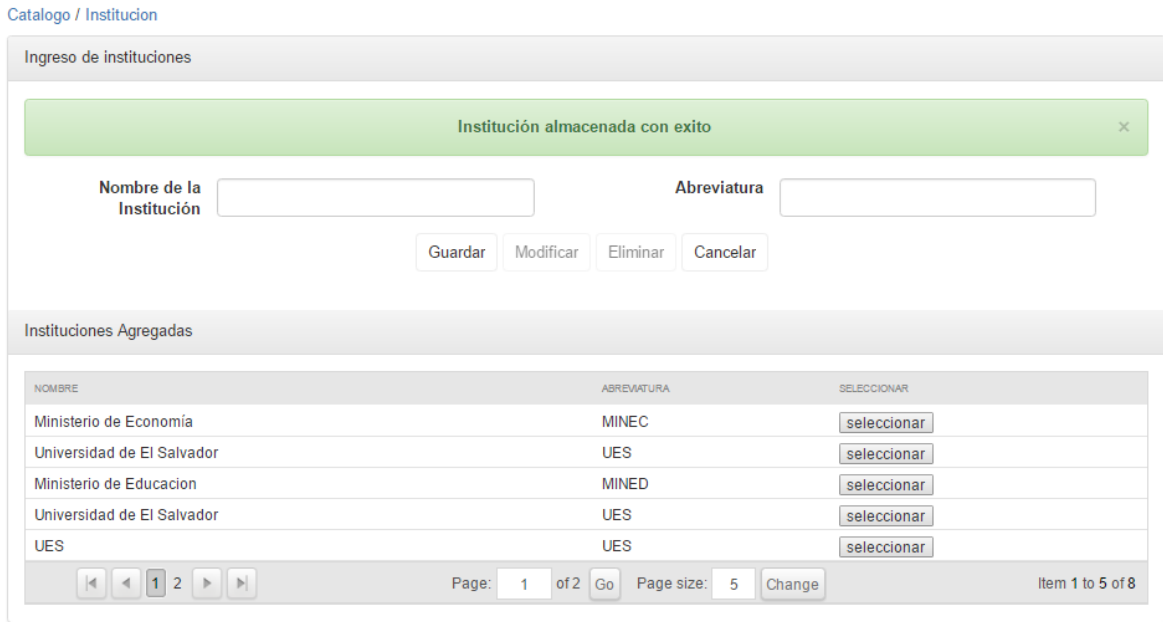 Catalogo / Institucion
Ingreso de instituciones
Institución almacenada con exito ×
Nombre de la Institución Abreviatura
Guardar Modificar Eliminar Cancelar
Instituciones Agregadas
NOMBRE ABREVIATURA SELECCIONAR
Ministerio de Economía MINEC seleccionar
Universidad de El Salvador UES seleccionar
Ministerio de Educacion MINED seleccionar
Universidad de El Salvador UES seleccionar
UES UES seleccionar
1 2 Page: 1 of 2 Go Page size: 5 Change Item 1 to 5 of 8